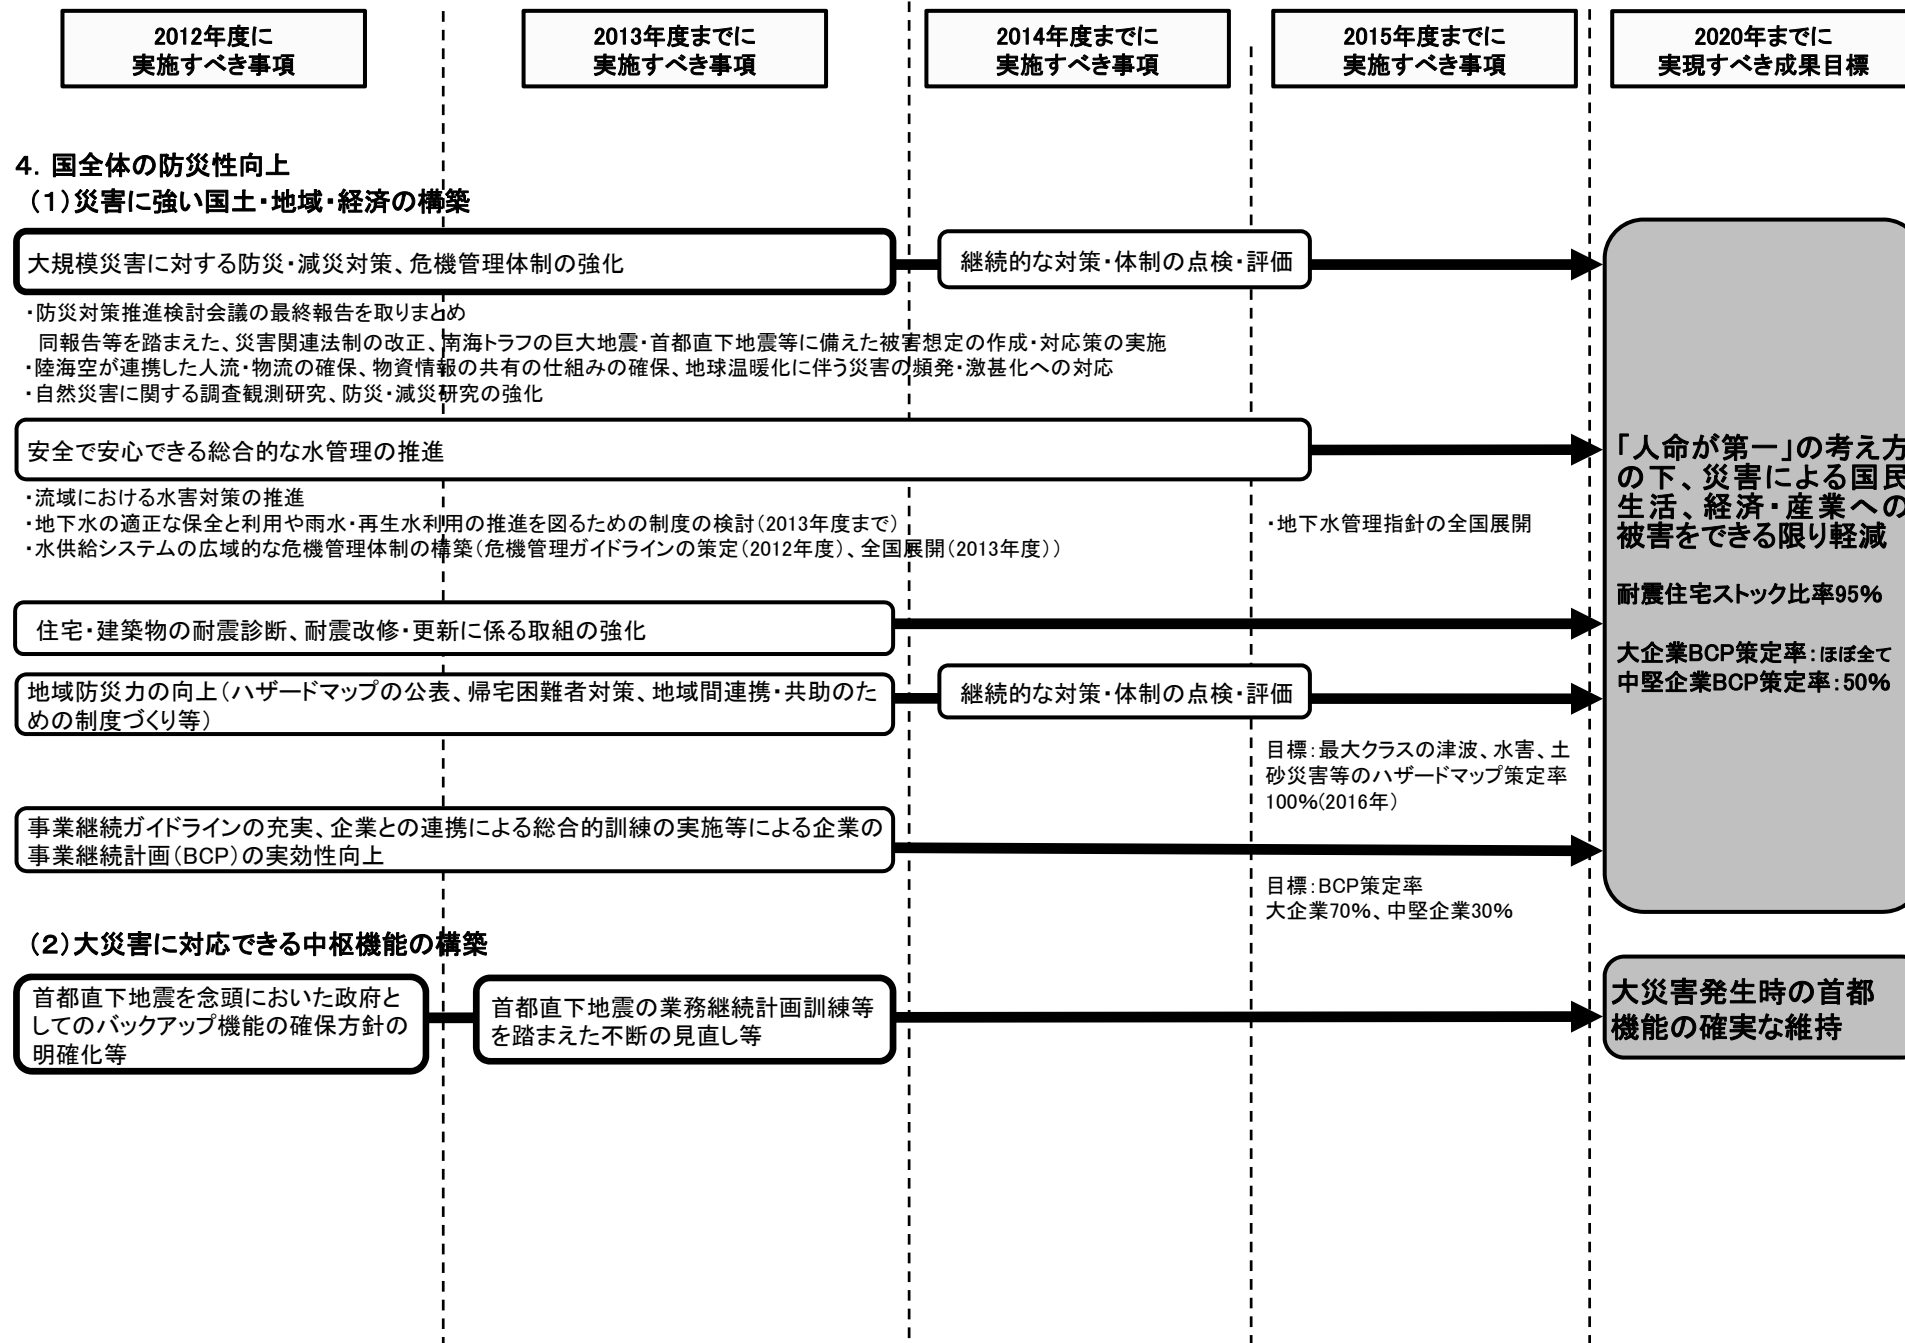 2012年度に
実施すべき事項
2013年度までに
実施すべき事項
2014年度までに
実施すべき事項
2015年度までに
実施すべき事項
2020年までに
実現すべき成果目標
4．国全体の防災性向上
（1）災害に強い国土・地域・経済の構築
大規模災害に対する防災・減災対策、危機管理体制の強化
継続的な対策・体制の点検・評価
・防災対策推進検討会議の最終報告を取りまとめ
同報告等を踏まえた、災害関連法制の改正、南海トラフの巨大地震・首都直下地震等に備えた被害想定の作成・対応策の実施
・陸海空が連携した人流・物流の確保、物資情報の共有の仕組みの確保、地球温暖化に伴う災害の頻発・激甚化への対応
・自然災害に関する調査観測研究、防災・減災研究の強化
安全で安心できる総合的な水管理の推進
・流域における水害対策の推進
・地下水の適正な保全と利用や雨水・再生水利用の推進を図るための制度の検討（2013年度まで）
・水供給システムの広域的な危機管理体制の構築（危機管理ガイドラインの策定（2012年度）、全国展開（2013年度））
・地下水管理指針の全国展開
住宅・建築物の耐震診断、耐震改修・更新に係る取組の強化
地域防災力の向上（ハザードマップの公表、帰宅困難者対策、地域間連携・共助のた
めの制度づくり等）
継続的な対策・体制の点検・評価
目標：最大クラスの津波、水害、土
砂災害等のハザードマップ策定率
100%（2016年）
事業継続ガイドラインの充実、企業との連携による総合的訓練の実施等による企業の
事業継続計画（BCP）の実効性向上
目標：BCP策定率
大企業70%、中堅企業30%
「人命が第一」の考え方
の下、災害による国民
生活、経済・産業への
被害をできる限り軽減
耐震住宅ストック比率95%
大企業BCP策定率：ほぼ全て
中堅企業BCP策定率：50%
（2）大災害に対応できる中枢機能の構築
首都直下地震を念頭においた政府と
してのバックアップ機能の確保方針の
明確化等
首都直下地震の業務継続計画訓練等
を踏まえた不断の見直し等
大災害発生時の首都
機能の確実な維持